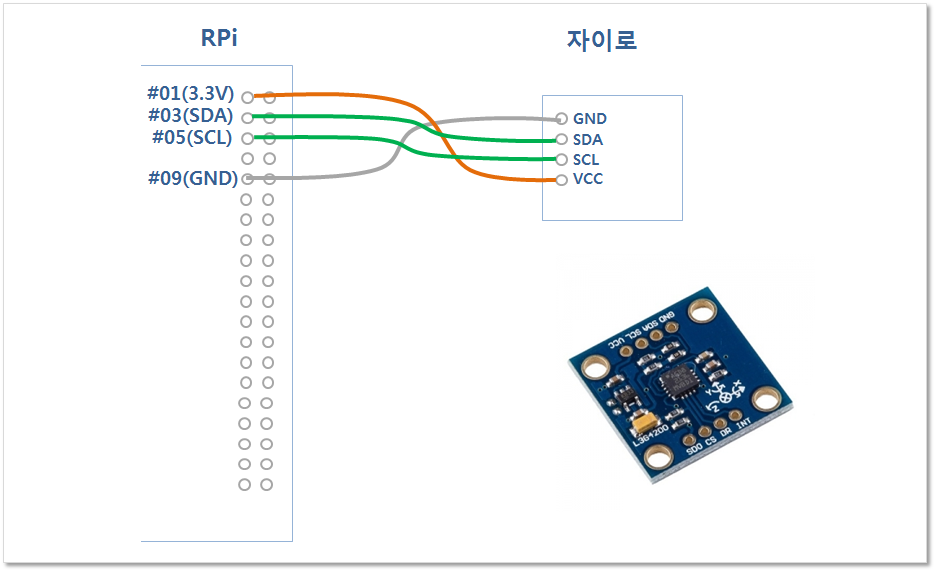 RPi
자이로
#01(3.3V)
#03(SDA)
#05(SCL)
#09(GND)
GND
SDA
SCL
VCC
GND SDA SCL VCC
L3G4200
SDO CS DR INT
X
Y
Z